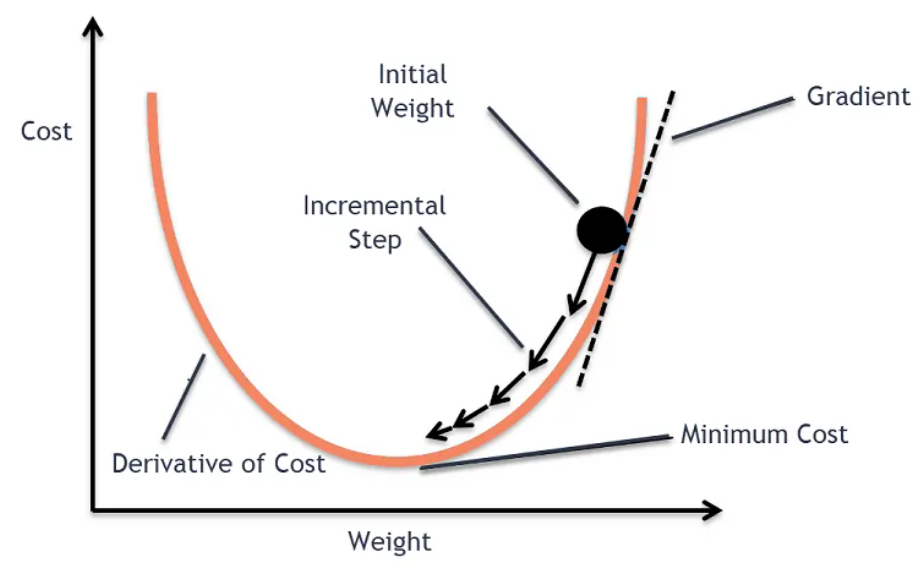 Initial
Weight
Gradient
Cost
Incremental
Step
Minimum Cost
Derivative of Cost
Weight